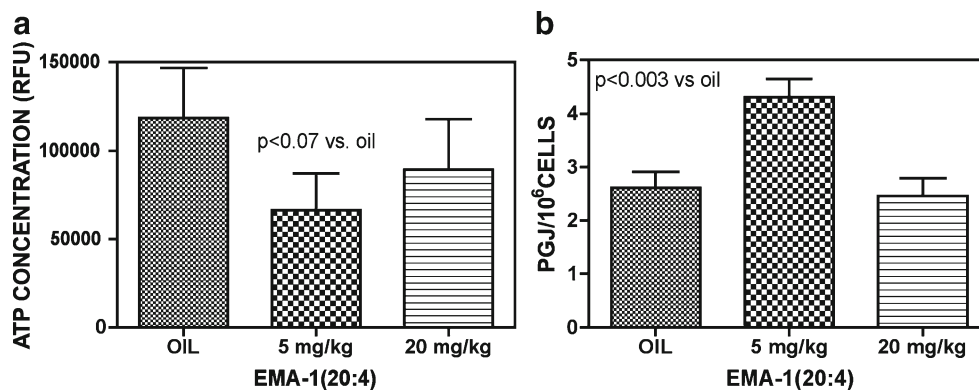 a
ATP CONCENTRATION (RFU)
150000
100000
50000
0
p<0.07 vs. oil
OIL
5 mg/kg
20 mg/kg
EMA-1(20:4)
b
PGJ/10⁶CELLS
5
4
3
2
1
0
p<0.003 vs oil
OIL
5 mg/kg
20 mg/kg
EMA-1(20:4)